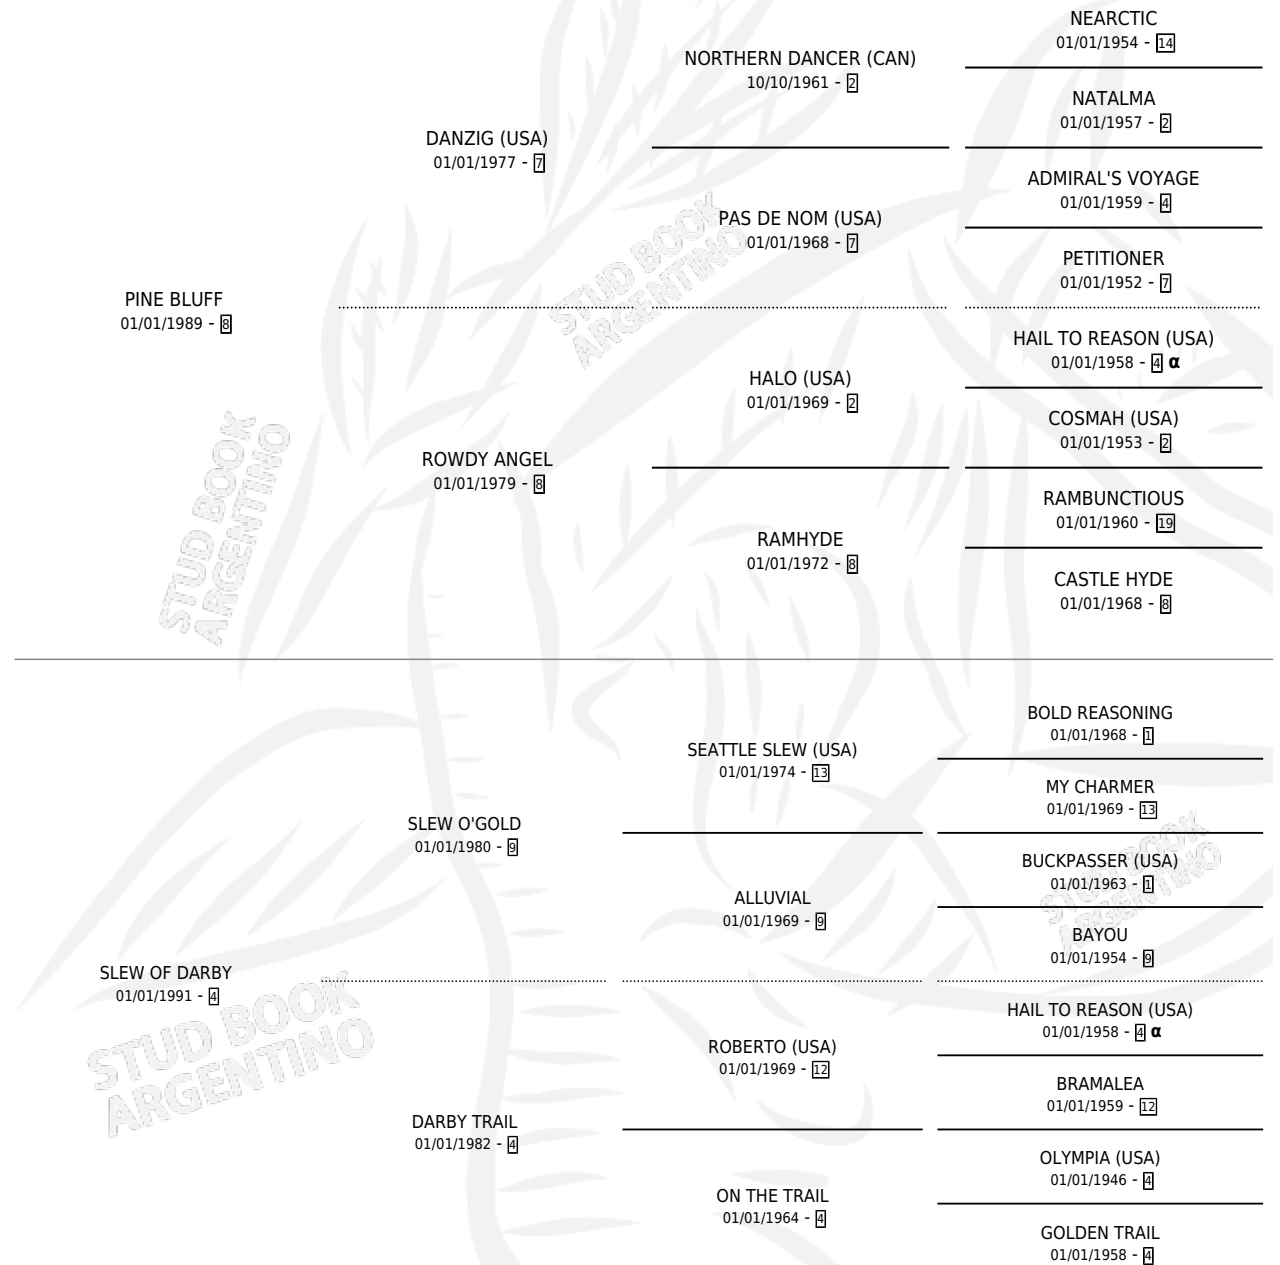 NEARCTIC
01/01/1954 - 14
NORTHERN DANCER (CAN)
10/10/1961 - 2
NATALMA
01/01/1957 - 2
DANZIG (USA)
01/01/1977 - 7
ADMIRAL'S VOYAGE
01/01/1959 - 4
PAS DE NOM (USA)
01/01/1968 - 7
PETITIONER
01/01/1952 - 7
STUD BOOK
ARGENTINO
PINE BLUFF
01/01/1989 - 8
HAIL TO REASON (USA)
01/01/1958 - 4 α
HALO (USA)
01/01/1969 - 2
COSMAH (USA)
01/01/1953 - 2
ROWDY ANGEL
01/01/1979 - 8
RAMBUNCTIOUS
01/01/1960 - 19
RAMHYDE
01/01/1972 - 8
CASTLE HYDE
01/01/1968 - 8
STUD BOOK
ARGENTINO
BOLD REASONING
01/01/1968 - 1
SEATTLE SLEW (USA)
01/01/1974 - 13
MY CHARMER
01/01/1969 - 13
SLEW O'GOLD
01/01/1980 - 9
BUCKPASSER (USA)
01/01/1963 - 1
ALLUVIAL
01/01/1969 - 9
BAYOU
01/01/1954 - 9
STUD BOOK
ARGENTINO
SLEW OF DARBY
01/01/1991 - 4
HAIL TO REASON (USA)
01/01/1958 - 4 α
ROBERTO (USA)
01/01/1969 - 12
BRAMALEA
01/01/1959 - 12
STUD BOOK
ARGENTINO
DARBY TRAIL
01/01/1982 - 4
OLYMPIA (USA)
01/01/1946 - 4
ON THE TRAIL
01/01/1964 - 4
GOLDEN TRAIL
01/01/1958 - 4